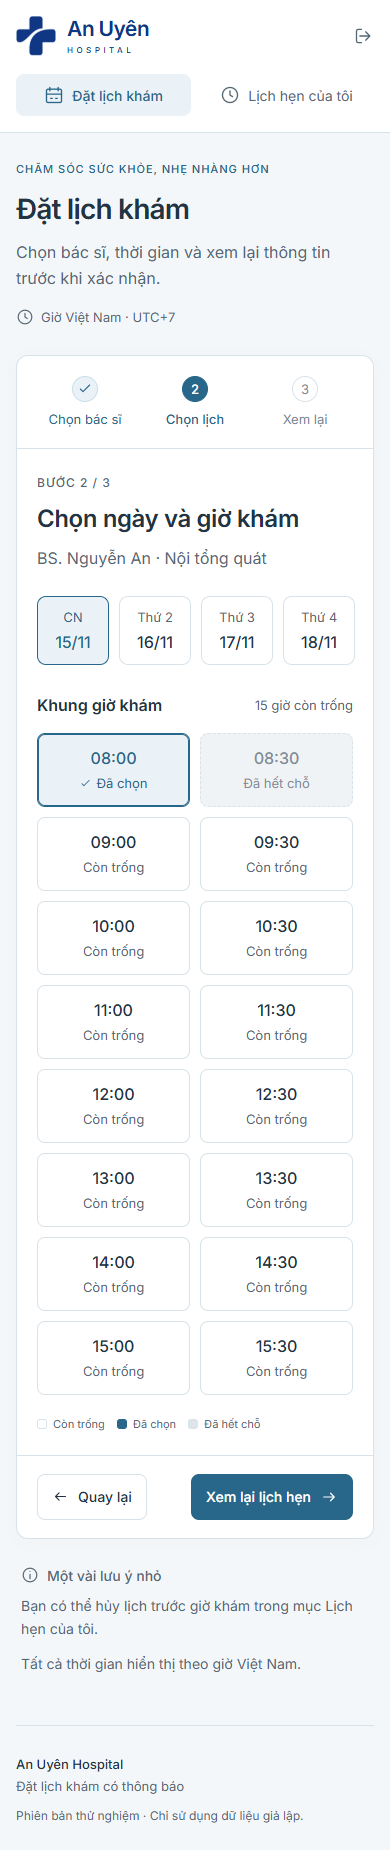 An Uyên
HOSPITAL
Đặt lịch khám
Lịch hẹn của tôi
CHĂM SÓC SỨC KHỎE, NHẸ NHÀNG HƠN
Đặt lịch khám
Chọn bác sĩ, thời gian và xem lại thông tin
trước khi xác nhận.
Giờ Việt Nam · UTC+7
2
3
Chọn bác sĩ
Chọn lịch
Xem lại
BƯỚC 2 / 3
Chọn ngày và giờ khám
BS. Nguyễn An · Nội tổng quát
CN
Thứ 2
Thứ 3
Thứ 4
15/11
16/11
17/11
18/11
Khung giờ khám
15 giờ còn trống
08:00
08:30
Đã chọn
Đã hết chỗ
09:00
09:30
Còn trống
Còn trống
10:00
10:30
Còn trống
Còn trống
11:00
11:30
Còn trống
Còn trống
12:00
12:30
Còn trống
Còn trống
13:00
13:30
Còn trống
Còn trống
14:00
14:30
Còn trống
Còn trống
15:00
15:30
Còn trống
Còn trống
Còn trống
Đã chọn
Đã hết chỗ
Quay lại
Xem lại lịch hẹn
Một vài lưu ý nhỏ
Bạn có thể hủy lịch trước giờ khám trong mục Lịch
hẹn của tôi.
Tất cả thời gian hiển thị theo giờ Việt Nam.
An Uyên Hospital
Đặt lịch khám có thông báo
Phiên bản thử nghiệm · Chỉ sử dụng dữ liệu giả lập.